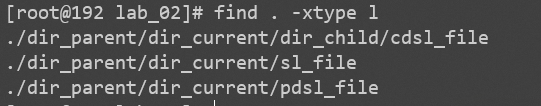 [root@192 lab_02]# find . -xtype l
./dir_parent/dir_current/dir_child/cdsl_file
./dir_parent/dir_current/sl_file
./dir_parent/dir_current/pdsl_file